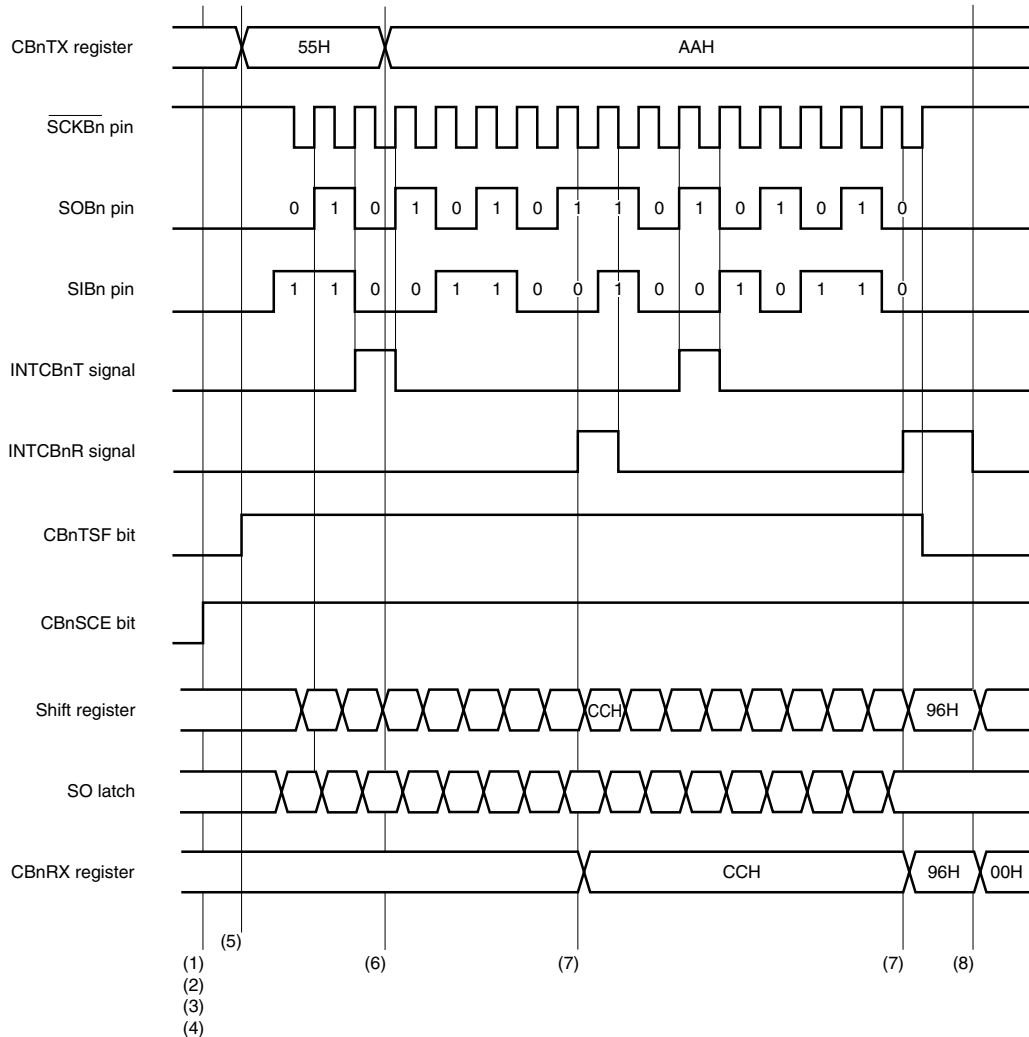 CBnTX register 55H AAH
SCKBn pin
SOBn pin 0 1 0 1 0 1 0 1 1 0 1 0 1 0 1 0
SIBn pin 1 1 0 0 1 1 0 0 1 0 0 1 0 1 1 0
INTCBnT signal
INTCBnR signal
CBnTSF bit
CBnSCE bit
Shift register CCH 96H
SO latch
CBnRX register CCH 96H 00H
(5)
(1) (6) (7) (7) (8)
(2)
(3)
(4)